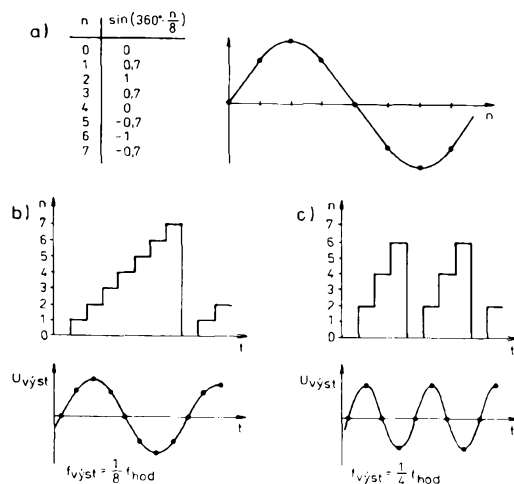 a)
n sin(360°·n/8)
0 0
1 0,7
2 1
3 0,7
4 0
5 -0,7
6 -1
7 -0,7
n
b)
n
7
6
5
4
3
2
1
0
t
c)
n
7
6
5
4
3
2
1
0
t
Uvýst
t
fvýst = 1/8 fhod
Uvýst
t
fvýst = 1/4 fhod